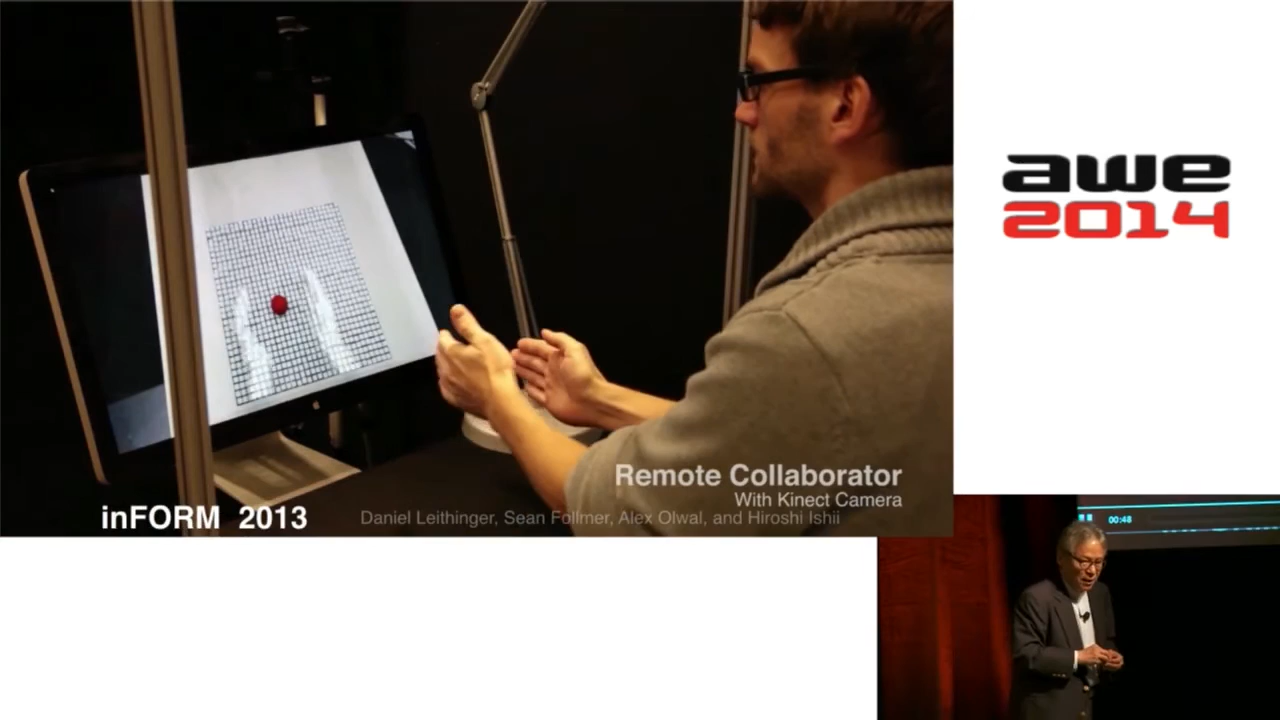 awe
2014
Remote Collaborator
With Kinect Camera
inFORM 2013
Daniel Leithinger, Sean Follmer, Alex Olwal, and Hiroshi Ishii
00:48